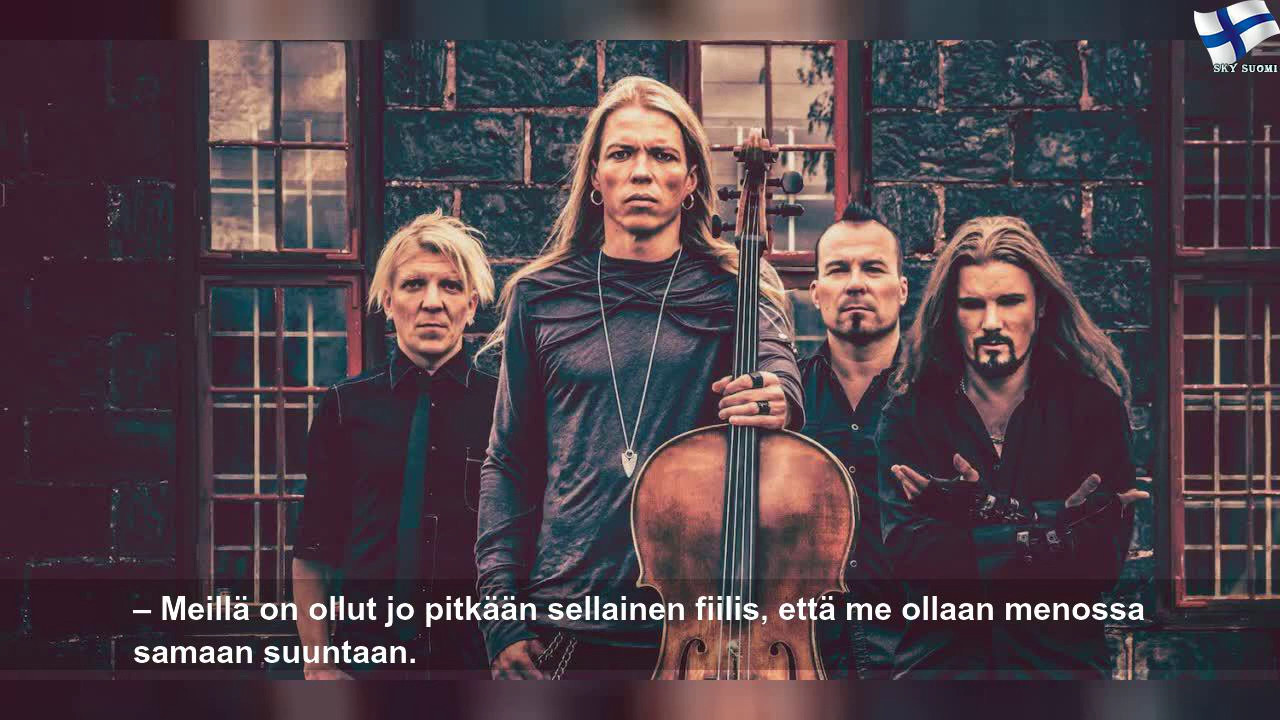 SKY SUOMI
– Meillä on ollut jo pitkään sellainen fiilis, että me ollaan menossa
samaan suuntaan.